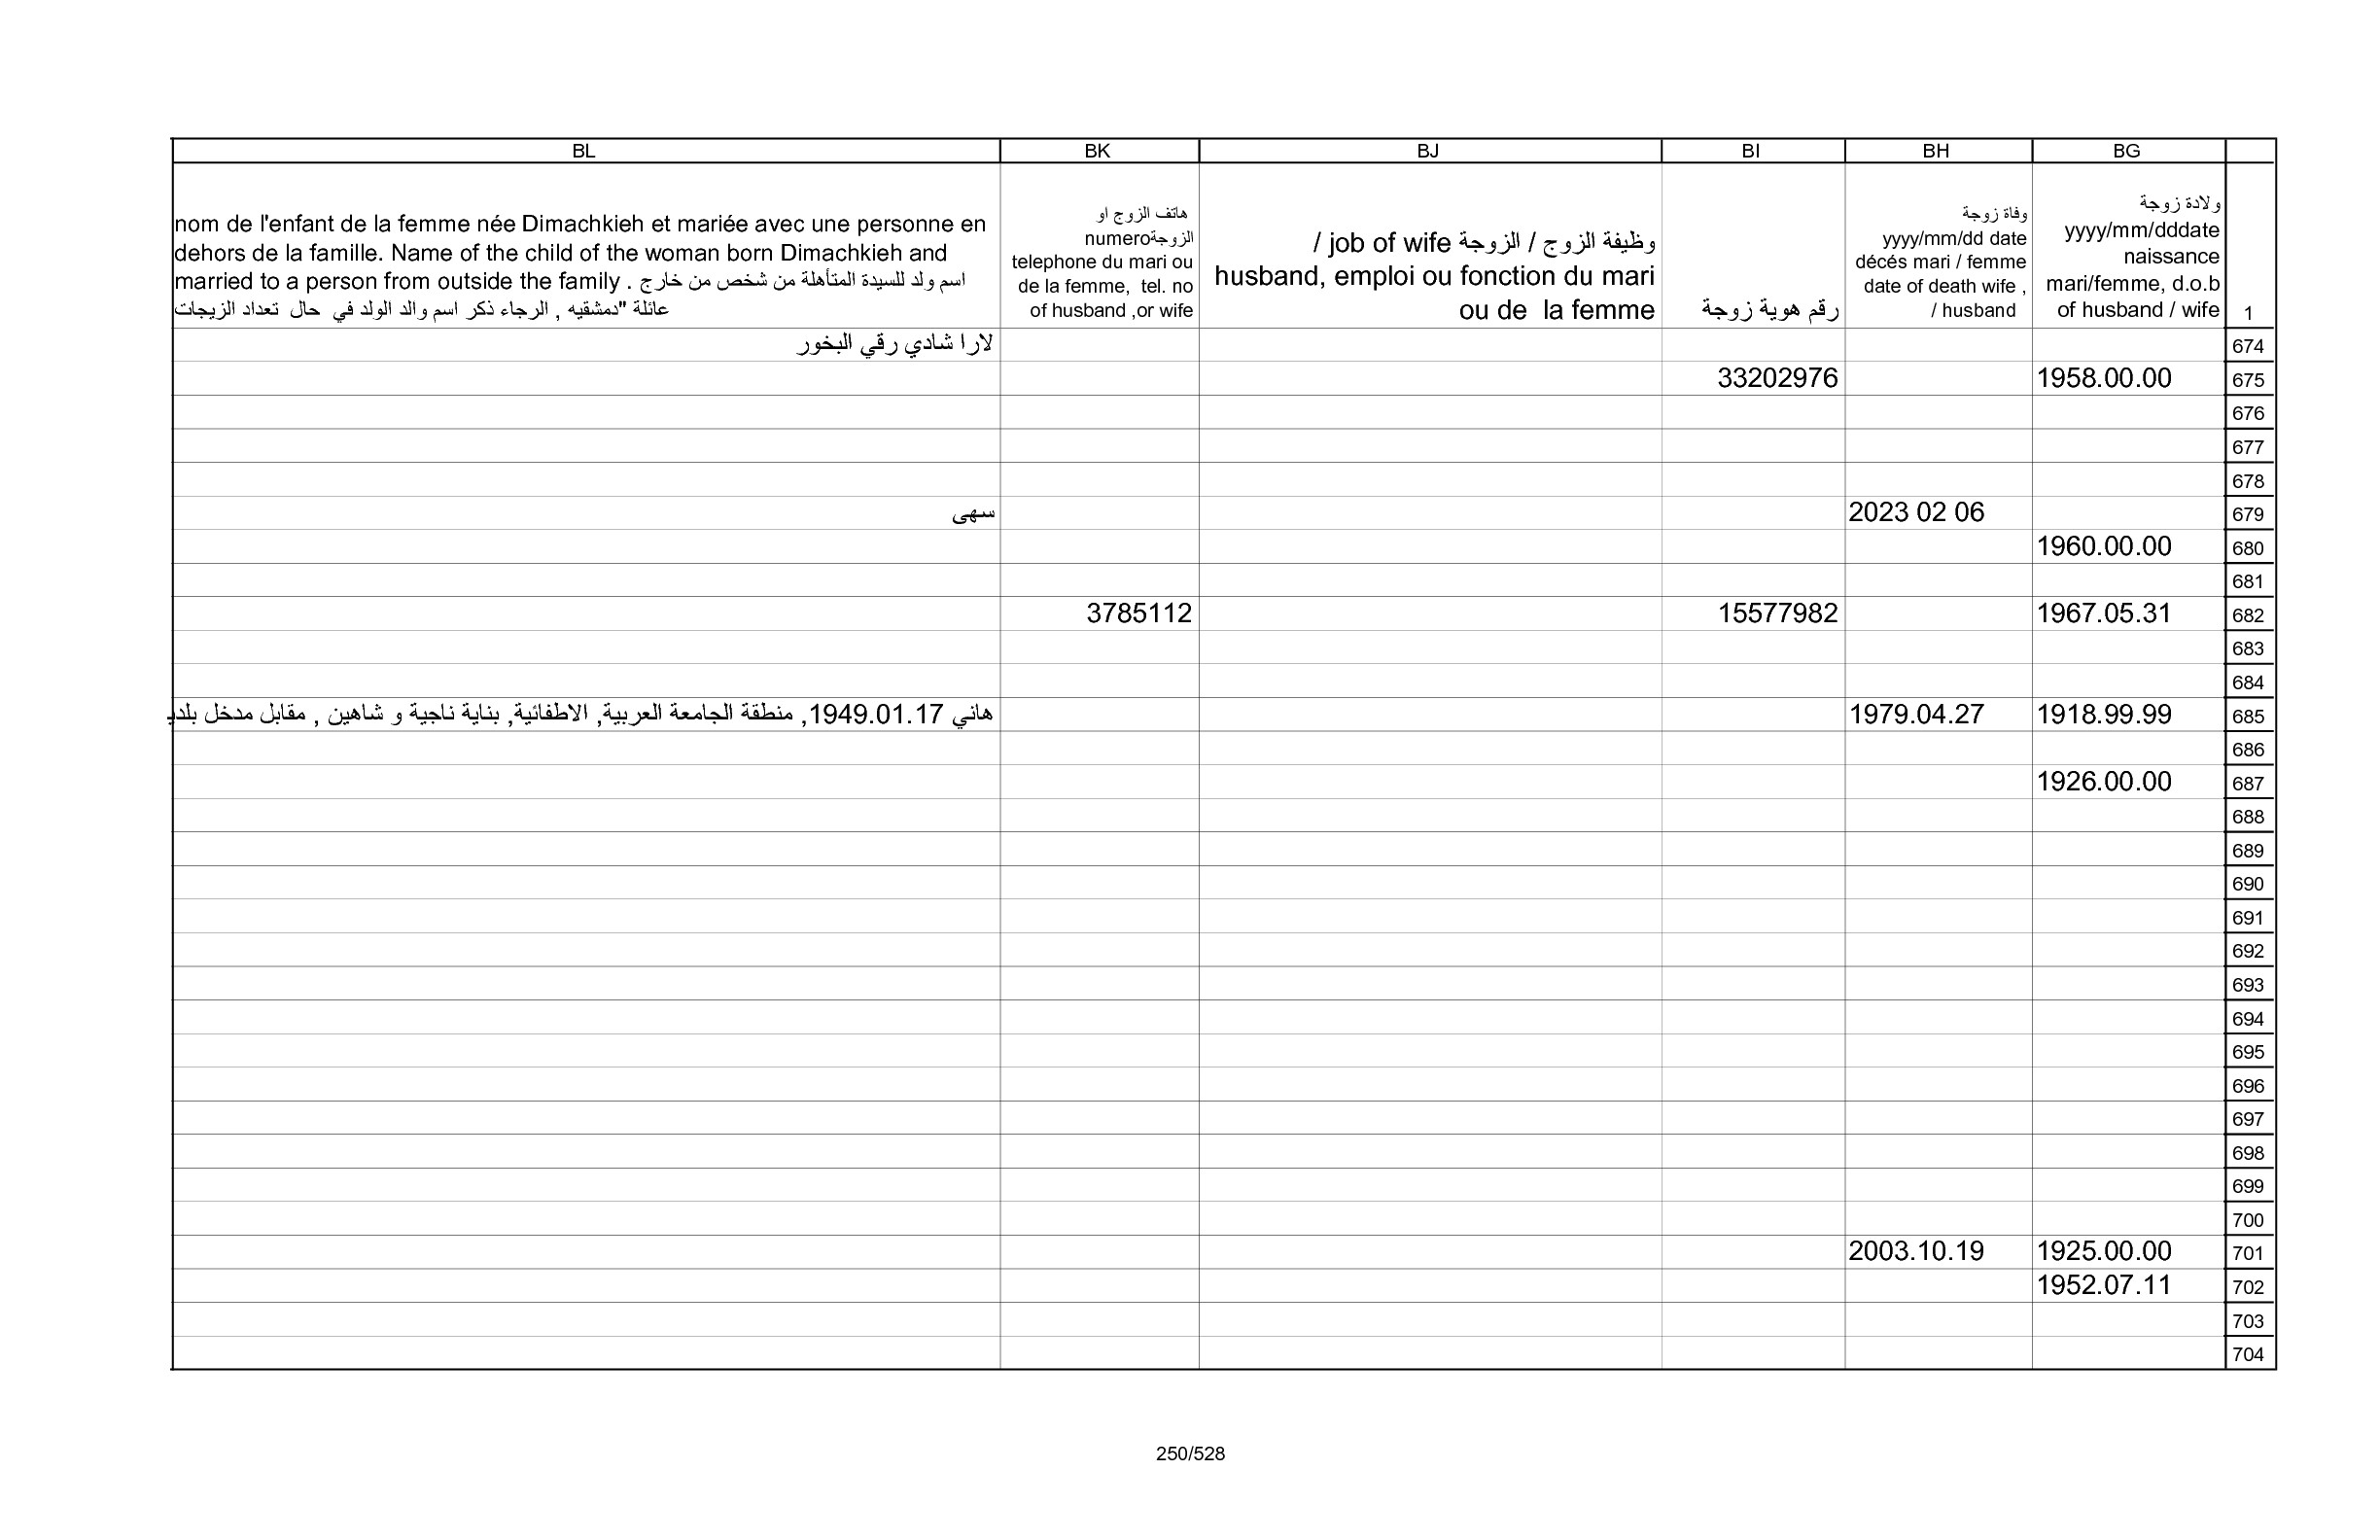 BL BK BJ BI BH BG
nom de l'enfant de la femme née Dimachkieh et mariée avec une personne en
dehors de la famille. Name of the child of the woman born Dimachkieh and
married to a person from outside the family . اسم ولد للسيدة المتأهلة من شخص من خارج
عائلة "دمشقيه , الرجاء ذكر اسم والد الولد في حال تعداد الزيجات
هاتف الزوج او
الزوجةnumero
telephone du mari ou
de la femme, tel. no
of husband ,or wife
وظيفة الزوج / الزوجة job of wife /
husband, emploi ou fonction du mari
ou de la femme
رقم هوية زوجة
وفاة زوجة
yyyy/mm/dd date
décés mari / femme
date of death wife ,
/ husband
ولادة زوجة
yyyy/mm/dddate
naissance
mari/femme, d.o.b
of husband / wife
1
لارا شادي رقي البخور 674
33202976 1958.00.00 675
676
677
678
سهى 2023 02 06 679
1960.00.00 680
681
3785112 15577982 1967.05.31 682
683
684
هاني 1949.01.17, منطقة الجامعة العربية, الاطفائية, بناية ناجية و شاهين , مقابل مدخل بلدي 1979.04.27 1918.99.99 685
686
1926.00.00 687
688
689
690
691
692
693
694
695
696
697
698
699
700
2003.10.19 1925.00.00 701
1952.07.11 702
703
704
250/528